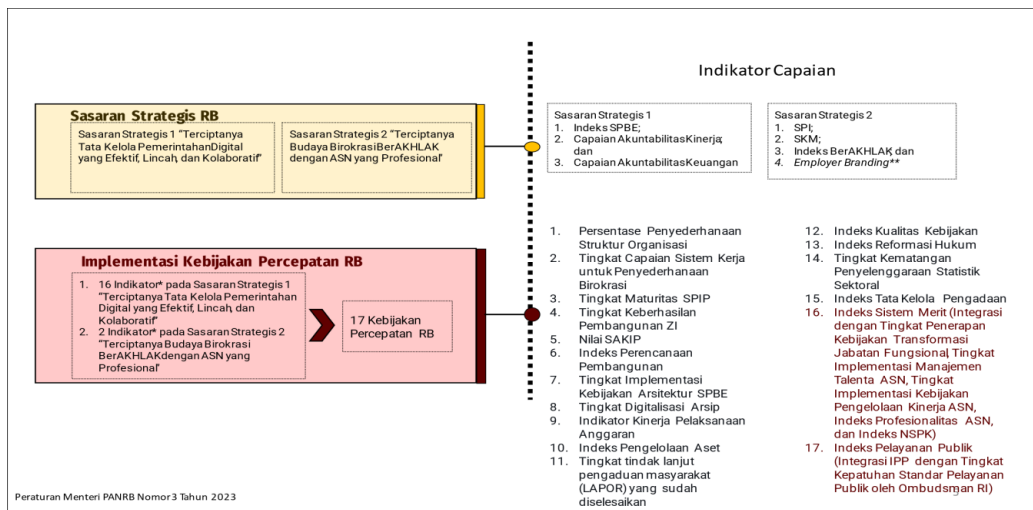 Indikator Capaian
Sasaran Strategis RB
Sasaran Strategis 1 “Terciptanya
Tata Kelola PemerintahanDigital
yang Efektif, Lincah, dan Kolaboratif”
Sasaran Strategis 2 “Terciptanya
Budaya BirokrasiBerAKHLAK
dengan ASN yang Profesional”
Sasaran Strategis 1
1. Indeks SPBE;
2. Capaian AkuntabilitasKinerja;
dan
3. Capaian AkuntabilitasKeuangan
Sasaran Strategis 2
1. SPI;
2. SKM;
3. Indeks BerAKHLAK; dan
4. Employer Branding**
Implementasi Kebijakan Percepatan RB
1. 16 Indikator* pada Sasaran Strategis 1
“Terciptanya Tata Kelola Pemerintahan
Digital yang Efektif, Lincah, dan
Kolaboratif”
2. 2 Indikator* pada Sasaran Strategis 2
“Terciptanya Budaya Birokrasi
BerAKHLAKdengan ASN yang
Profesional”
17 Kebijakan
Percepatan RB
1. Persentase Penyederhanaan
Struktur Organisasi
2. Tingkat Capaian Sistem Kerja
untuk Penyederhanaan
Birokrasi
3. Tingkat Maturitas SPIP
4. Tingkat Keberhasilan
Pembangunan ZI
5. Nilai SAKIP
6. Indeks Perencanaan
Pembangunan
7. Tingkat Implementasi
Kebijakan Arsitektur SPBE
8. Tingkat Digitalisasi Arsip
9. Indikator Kinerja Pelaksanaan
Anggaran
10. Indeks Pengelolaan Aset
11. Tingkat tindak lanjut
pengaduan masyarakat
(LAPOR) yang sudah
diselesaikan
12. Indeks Kualitas Kebijakan
13. Indeks Reformasi Hukum
14. Tingkat Kematangan
Penyelenggaraan Statistik
Sektoral
15. Indeks Tata Kelola Pengadaan
16. Indeks Sistem Merit (Integrasi
dengan Tingkat Penerapan
Kebijakan Transformasi
Jabatan Fungsional, Tingkat
Implementasi Manajemen
Talenta ASN, Tingkat
Implementasi Kebijakan
Pengelolaan Kinerja ASN,
Indeks Profesionalitas ASN,
dan Indeks NSPK)
17. Indeks Pelayanan Publik
(Integrasi IPP dengan Tingkat
Kepatuhan Standar Pelayanan
Publik oleh Ombudsman RI)
Peraturan Menteri PANRB Nomor 3 Tahun 2023